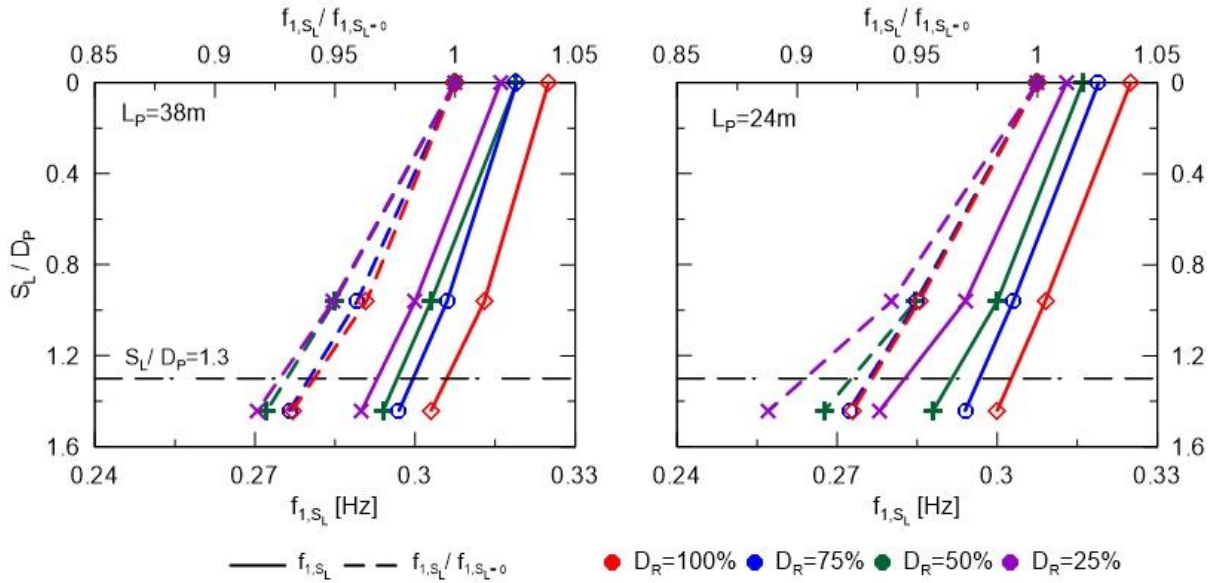 f1,SL/ f1,SL=0
0.85 0.9 0.95 1 1.05
0
0.4
0.8
1.2
1.6
SL / DP
LP=38m
SL/ DP=1.3
0.24 0.27 0.3 0.33
f1,SL [Hz]
f1,SL/ f1,SL=0
0.85 0.9 0.95 1 1.05
LP=24m
0
0.4
0.8
1.2
1.6
0.24 0.27 0.3 0.33
f1,SL [Hz]
f1,SL f1,SL/ f1,SL=0 DR=100% DR=75% DR=50% DR=25%